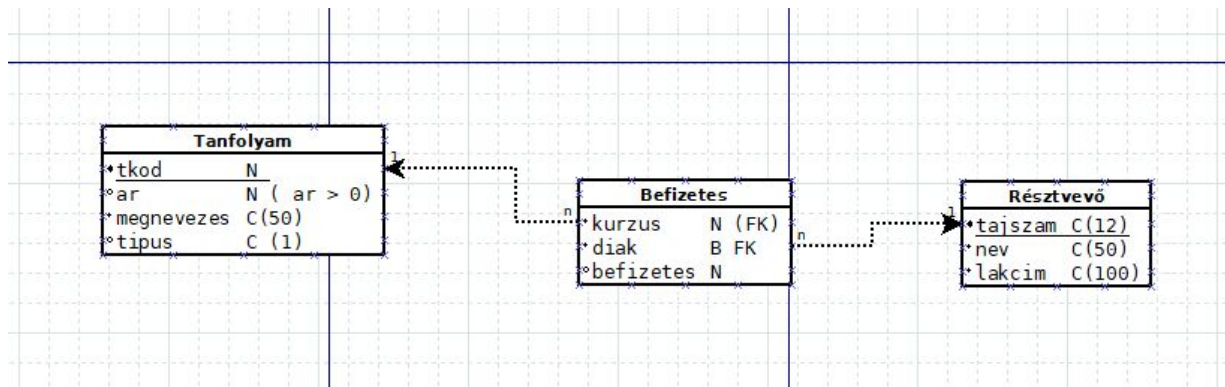 Tanfolyam
tkod N
ar N ( ar > 0)
megnevezes C(50)
tipus C (1)
1
n
Befizetes
kurzus N (FK)
diak B FK
befizetes N
n
1
Résztvevő
tajszam C(12)
nev C(50)
lakcim C(100)